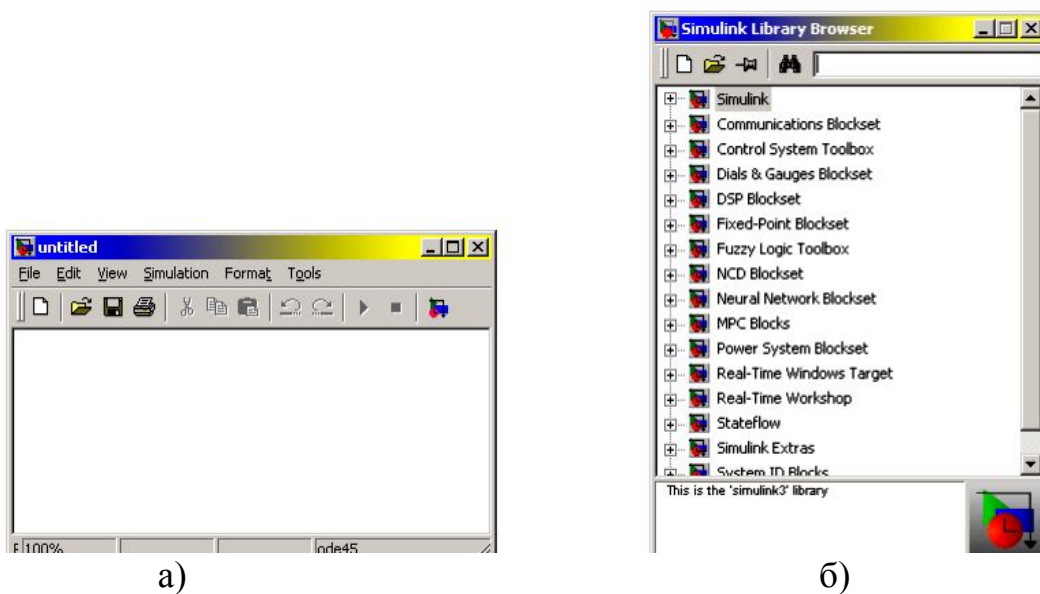 untitled
File Edit View Simulation Format Tools
100%
ode45
а)
Simulink Library Browser
Simulink
Communications Blockset
Control System Toolbox
Dials & Gauges Blockset
DSP Blockset
Fixed-Point Blockset
Fuzzy Logic Toolbox
NCD Blockset
Neural Network Blockset
MPC Blocks
Power System Blockset
Real-Time Windows Target
Real-Time Workshop
Stateflow
Simulink Extras
System ID Blocks
This is the 'simulink3' library
б)